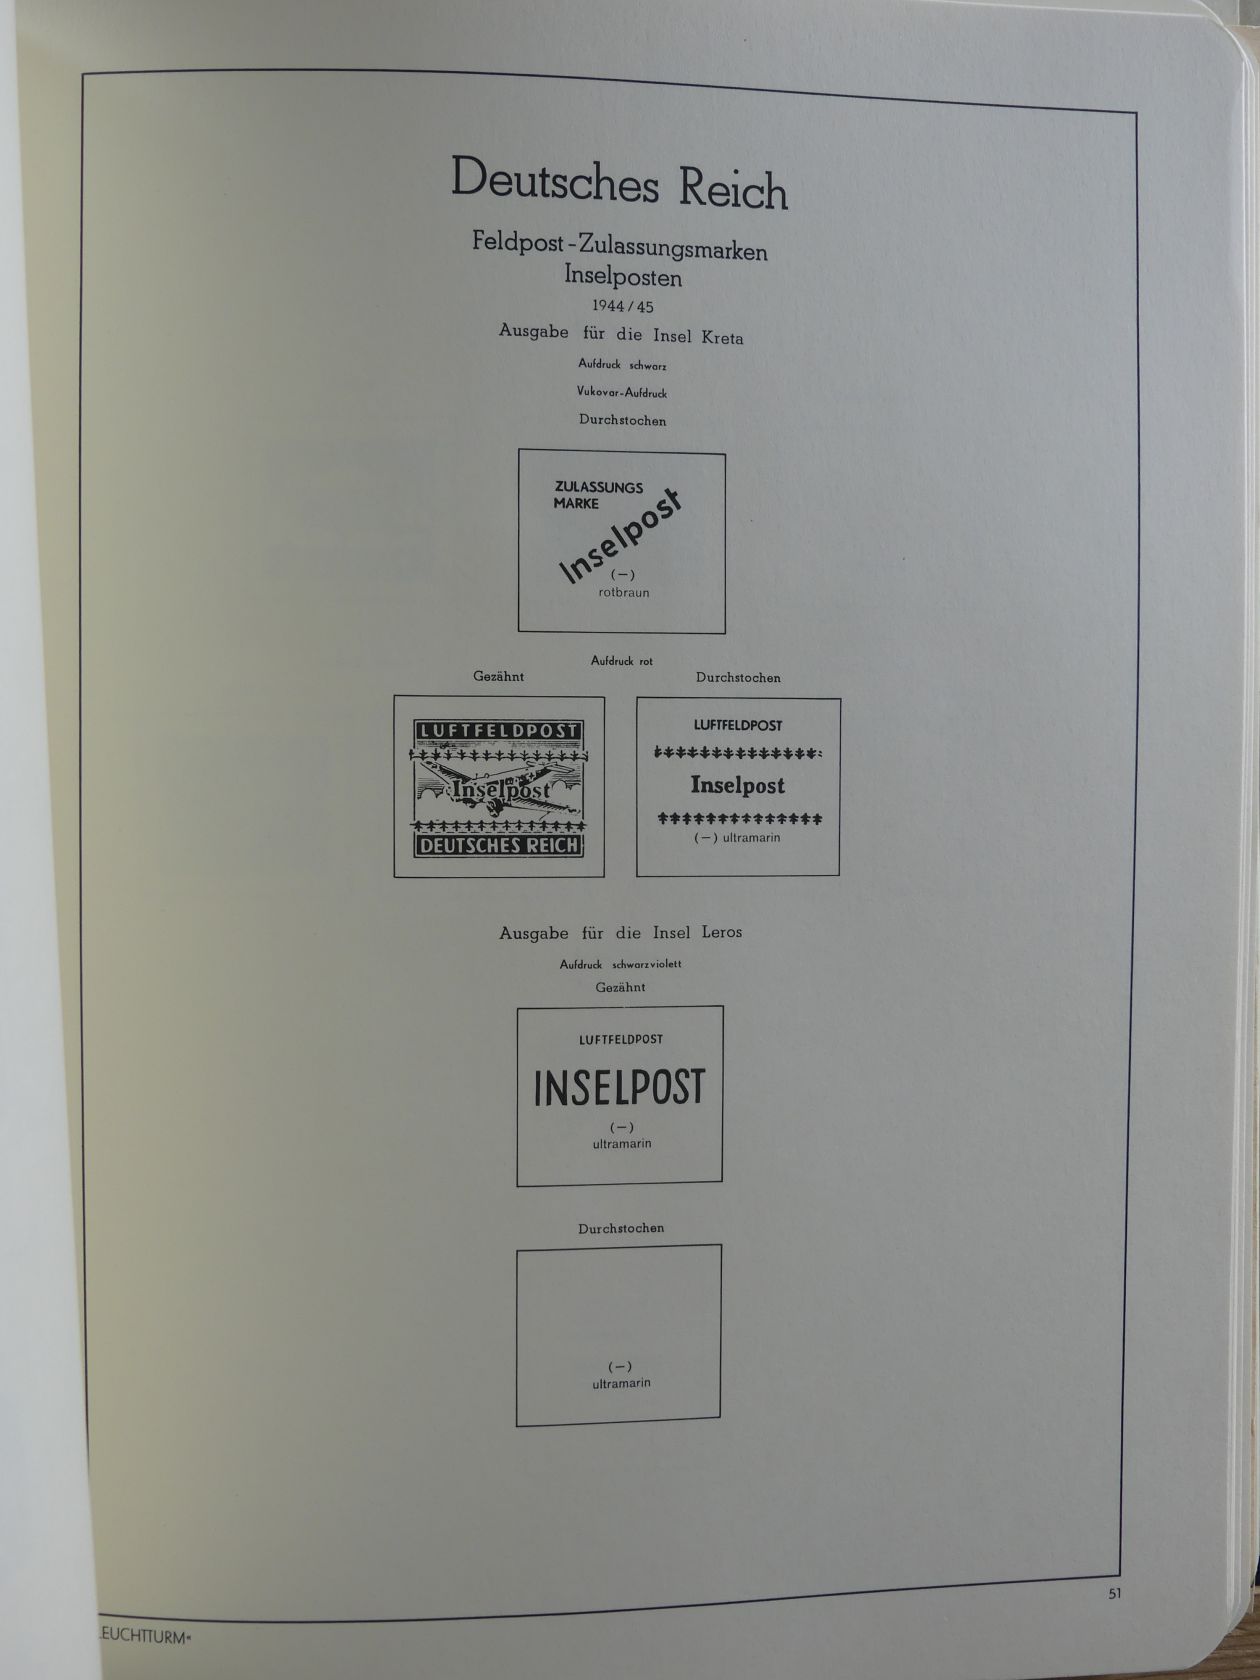 Deutsches Reich
Feldpost-Zulassungsmarken
Inselposten
1944/45
Ausgabe für die Insel Kreta
Aufdruck schwarz
Vukovar-Aufdruck
Durchstochen
ZULASSUNGS
MARKE
Inselpost
(—)
rotbraun
Aufdruck rot
Gezähnt
Durchstochen
LUFTFELDPOST
Inselpost
DEUTSCHES REICH
LUFTFELDPOST
Inselpost
(—) ultramarin
Ausgabe für die Insel Leros
Aufdruck schwarzviolett
Gezähnt
LUFTFELDPOST
INSELPOST
(—)
ultramarin
Durchstochen
(—)
ultramarin
51
EUCHTTURM«